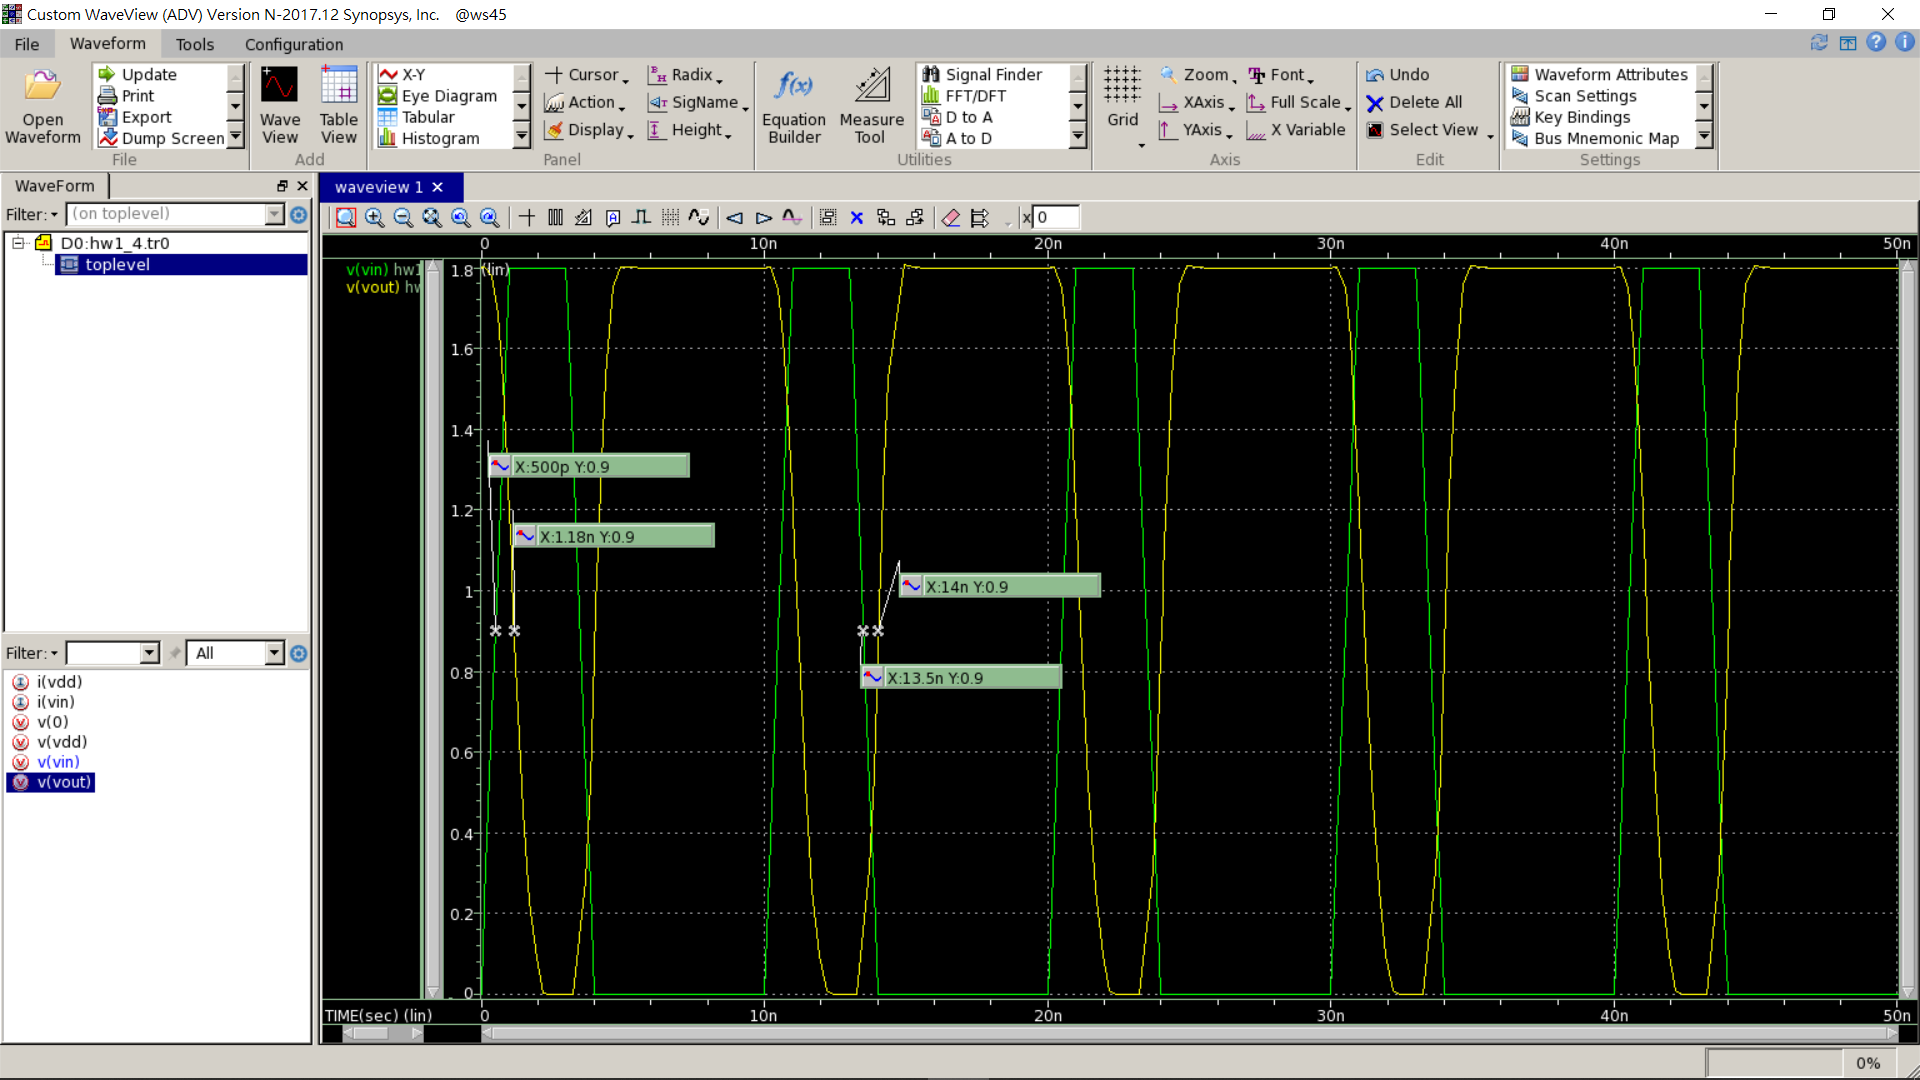 Custom WaveView (ADV) Version N-2017.12 Synopsys, Inc. @ws45
File Waveform Tools Configuration
Open Waveform
Update
Print
Export
Dump Screen
File
Wave View
Table View
Add
X-Y
Eye Diagram
Tabular
Histogram
Cursor
Action
Display
Radix
SigName
Height
Panel
Equation Builder
Measure Tool
Signal Finder
FFT/DFT
D to A
A to D
Utilities
Grid
Zoom
XAxis
YAxis
Font
Full Scale
X Variable
Axis
Undo
Delete All
Select View
Edit
Waveform Attributes
Scan Settings
Key Bindings
Bus Mnemonic Map
Settings
WaveForm
Filter: (on toplevel)
D0:hw1_4.tr0
toplevel
Filter: All
i(vdd)
i(vin)
v(0)
v(vdd)
v(vin)
v(vout)
waveview 1
x 0
0 10n 20n 30n 40n 50n
v(vin) hw1
v(vout) hw
1.8 (lin)
1.6
1.4
X:500p Y:0.9
1.2
X:1.18n Y:0.9
1
X:14n Y:0.9
X:13.5n Y:0.9
0.8
0.6
0.4
0.2
0
TIME(sec) (lin) 0 10n 20n 30n 40n 50n
0%